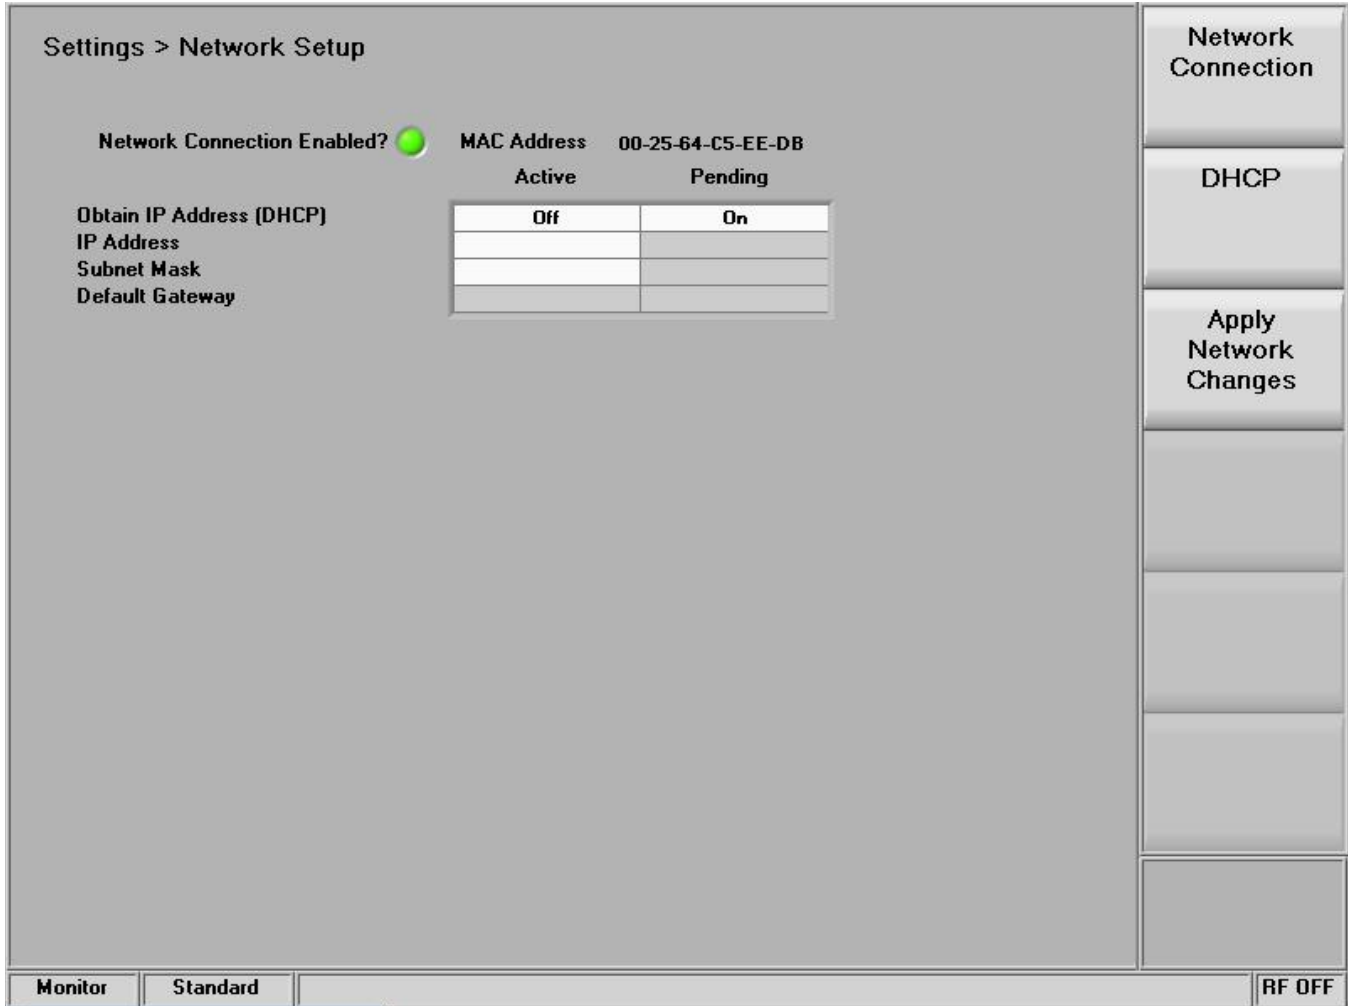 Settings > Network Setup
Network Connection Enabled? MAC Address 00-25-64-C5-EE-DB
Active Pending
Obtain IP Address (DHCP) Off On
IP Address
Subnet Mask
Default Gateway
Network
Connection
DHCP
Apply
Network
Changes
Monitor Standard RF OFF